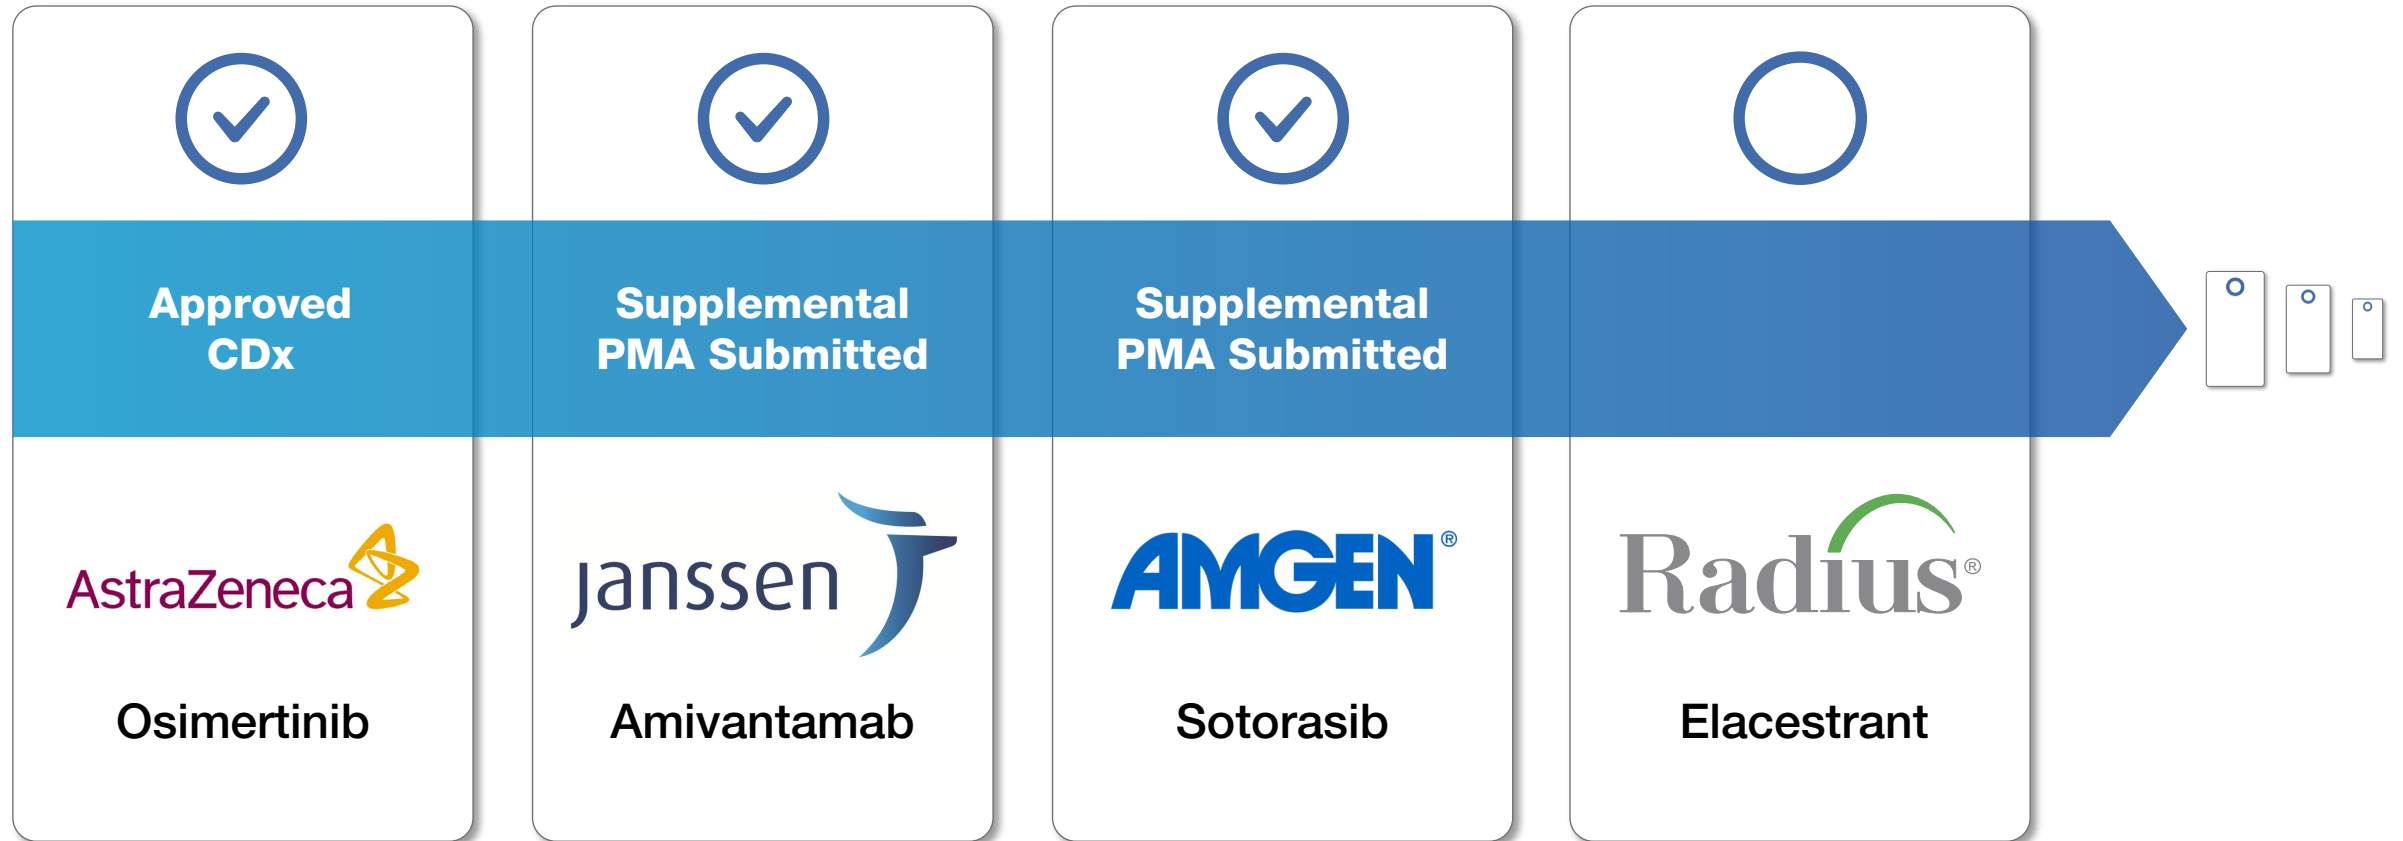 Approved
CDx
Supplemental
PMA Submitted
Supplemental
PMA Submitted
AstraZeneca
janssen
AMGEN®
Radius®
Osimertinib
Amivantamab
Sotorasib
Elacestrant